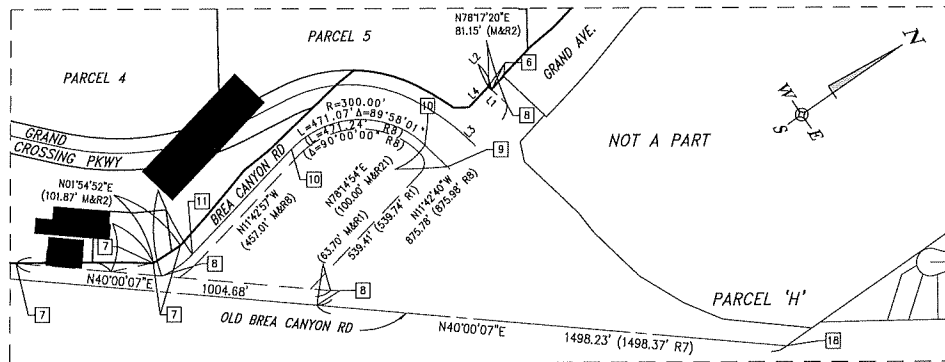 N78°17'20"E
81.15' (M&R2)
PARCEL 5
PARCEL 4
GRAND AVE.
L2
6
L4
L1
8
L3
N
W
S
E
NOT A PART
R=300.00'
L=471.07' Δ=89°58'01"
(L=471.24' R8)
(Δ=90°00'00" R8)
10
9
GRAND
CROSSING PKWY
BREA CANYON RD
10
N78°14'54"E
(100.00' M&R21)
N11°42'40"W
875.78' (875.98' R8)
N01°54'52"E
(101.87' M&R2)
11
N11°42'57"W
(457.01' M&R8)
(63.70' M&R1)
539.41' (539.74' R1)
7
8
8
N40°00'07"E
1004.68'
7
7
OLD BREA CANYON RD
N40°00'07"E
PARCEL 'H'
1498.23' (1498.37' R7)
18